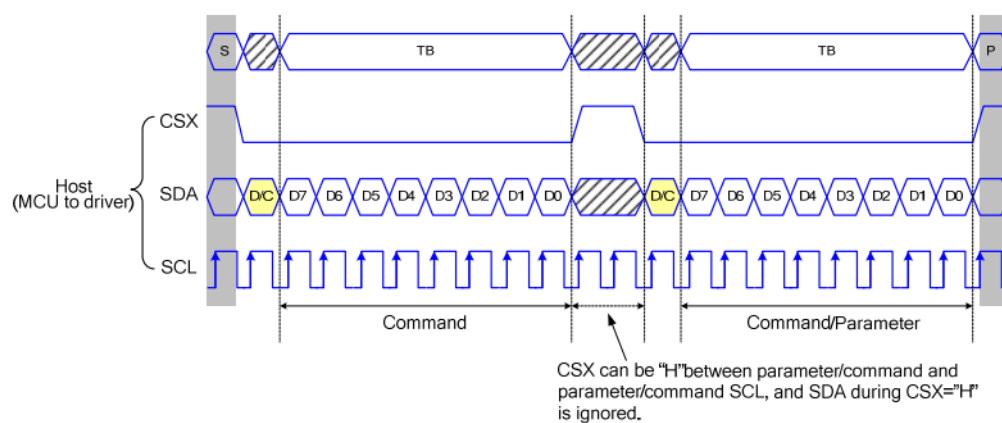 S TB TB P
CSX
Host
(MCU to driver)
SDA D/C D7 D6 D5 D4 D3 D2 D1 D0 D/C D7 D6 D5 D4 D3 D2 D1 D0
SCL
Command Command/Parameter
CSX can be “H”between parameter/command and
parameter/command SCL, and SDA during CSX=”H”
is ignored.